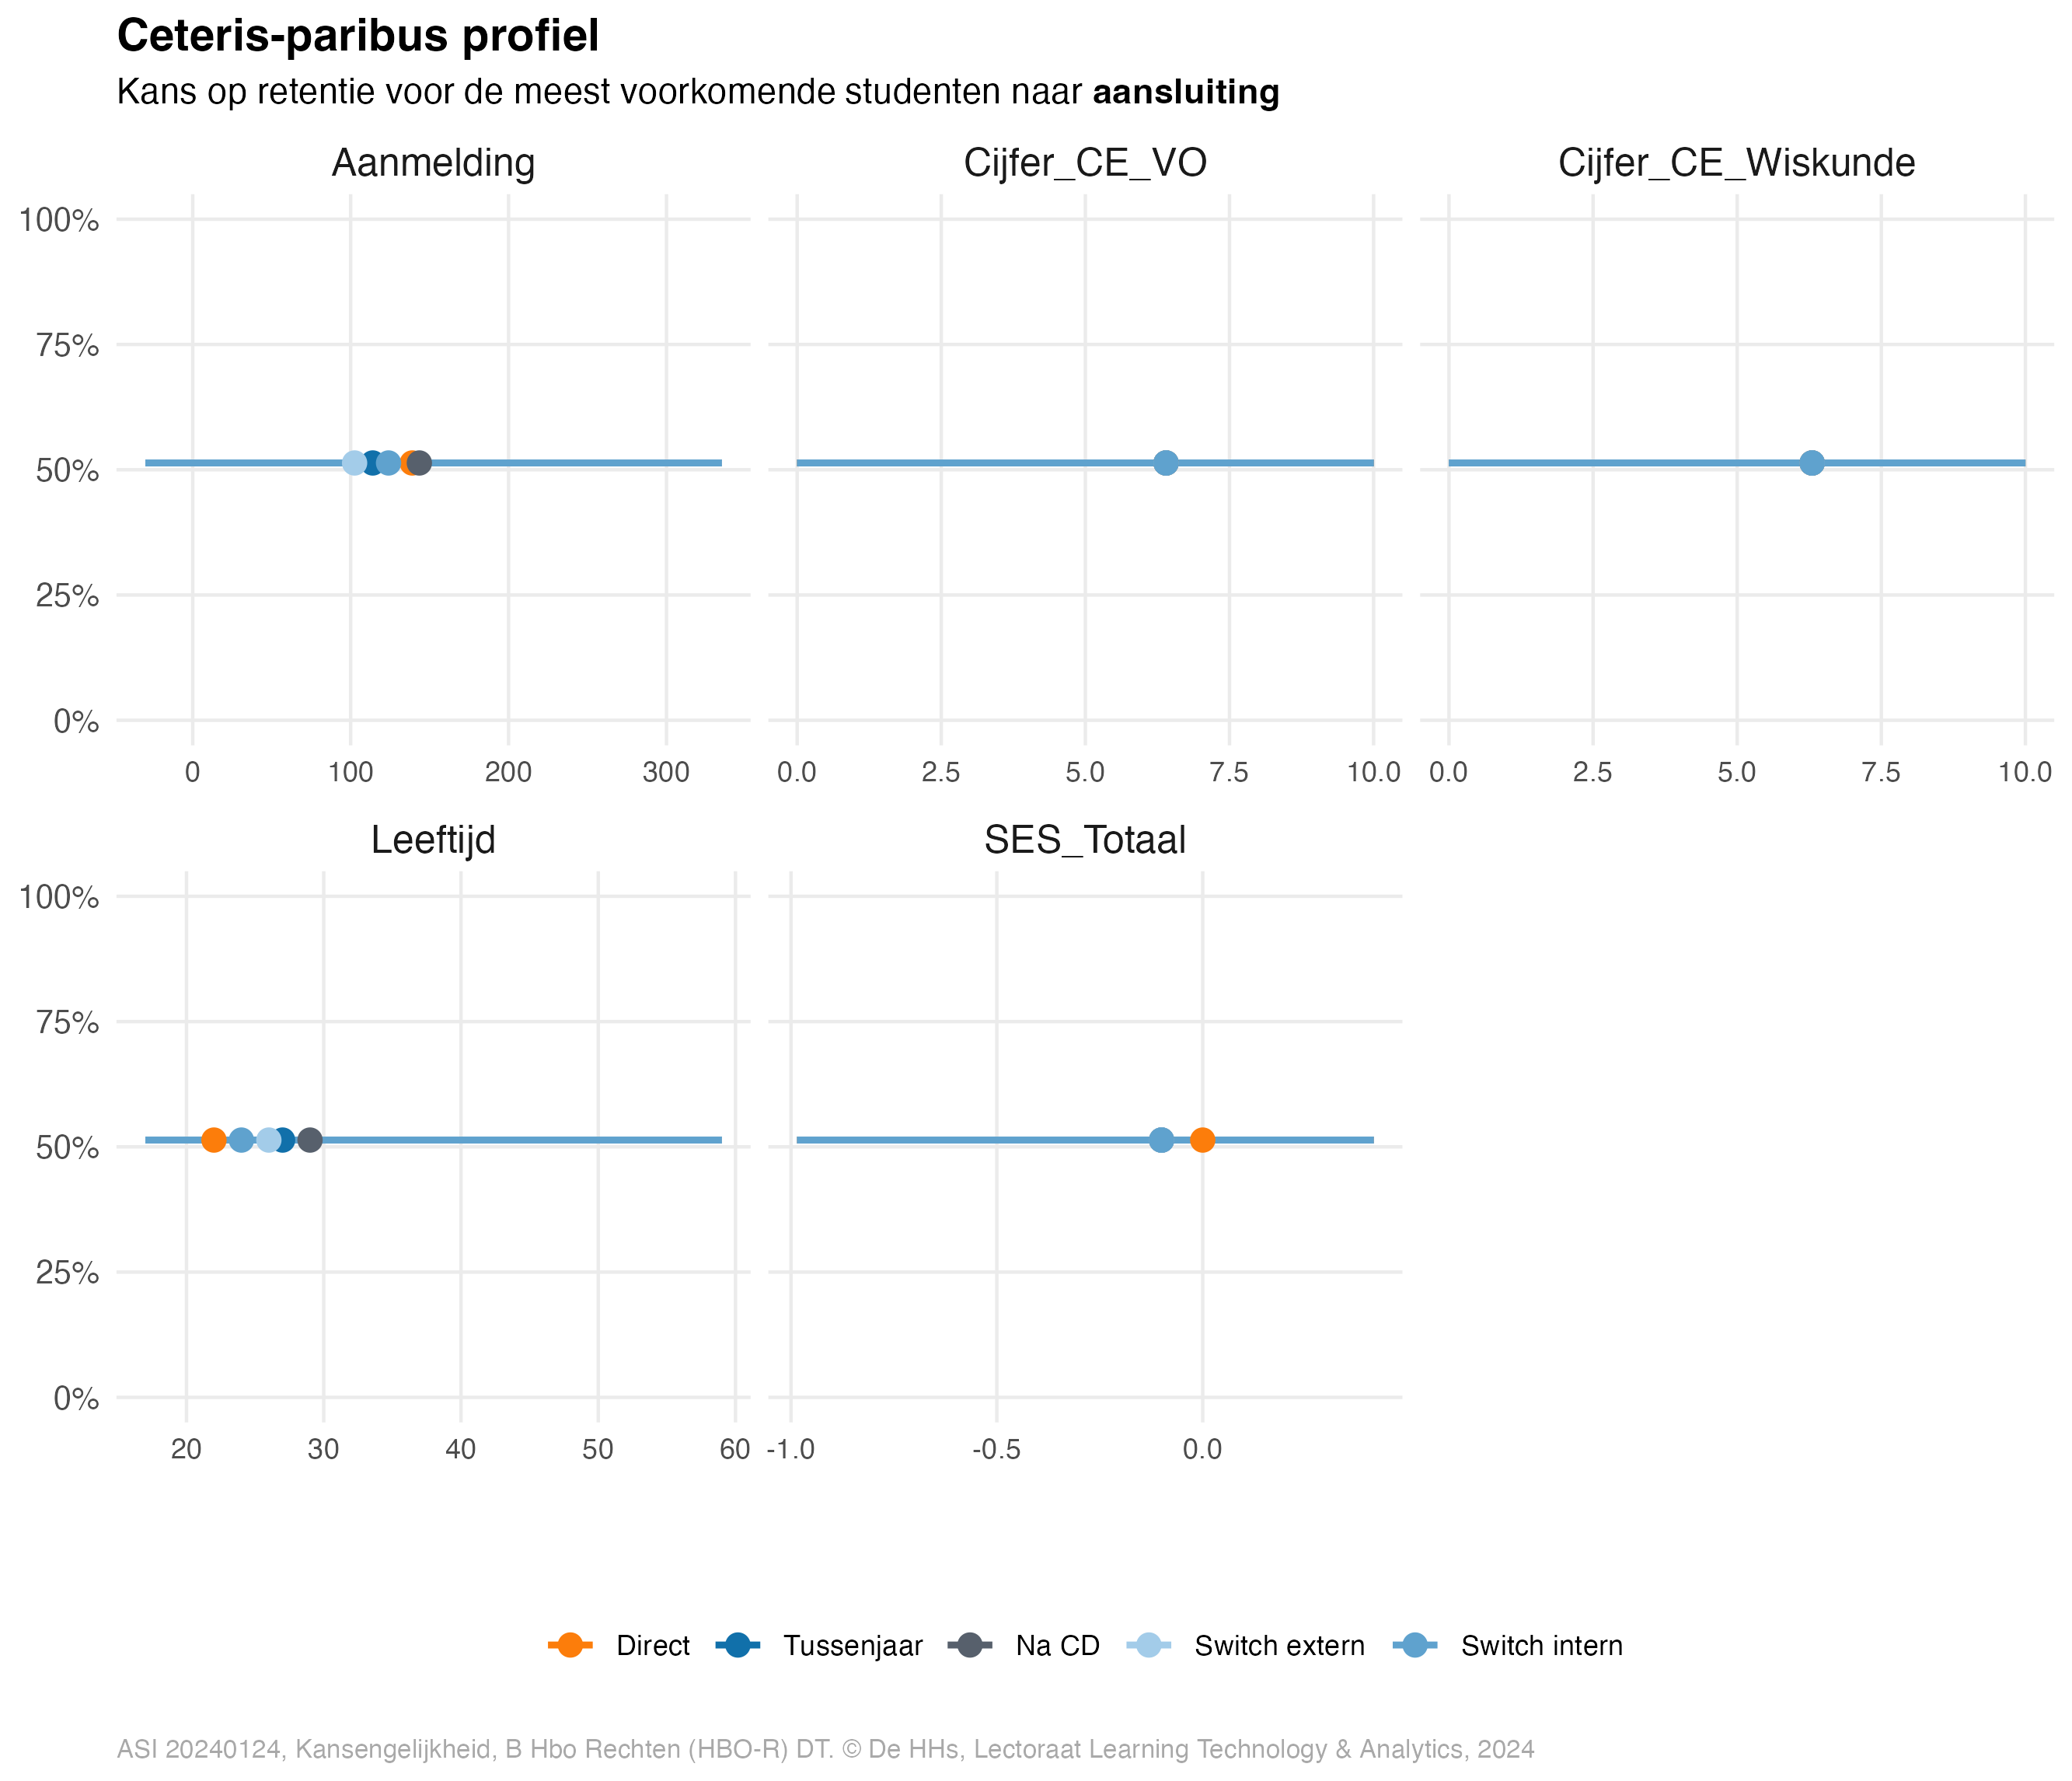 Ceteris-paribus profiel
Kans op retentie voor de meest voorkomende studenten naar aansluiting
Aanmelding Cijfer_CE_VO Cijfer_CE_Wiskunde
100%
75%
50%
25%
0%
0 100 200 300 0.0 2.5 5.0 7.5 10.0 0.0 2.5 5.0 7.5 10.0
Leeftijd SES_Totaal
100%
75%
50%
25%
0%
20 30 40 50 60 -1.0 -0.5 0.0
Direct Tussenjaar Na CD Switch extern Switch intern
ASI 20240124, Kansengelijkheid, B Hbo Rechten (HBO-R) DT. © De HHs, Lectoraat Learning Technology & Analytics, 2024